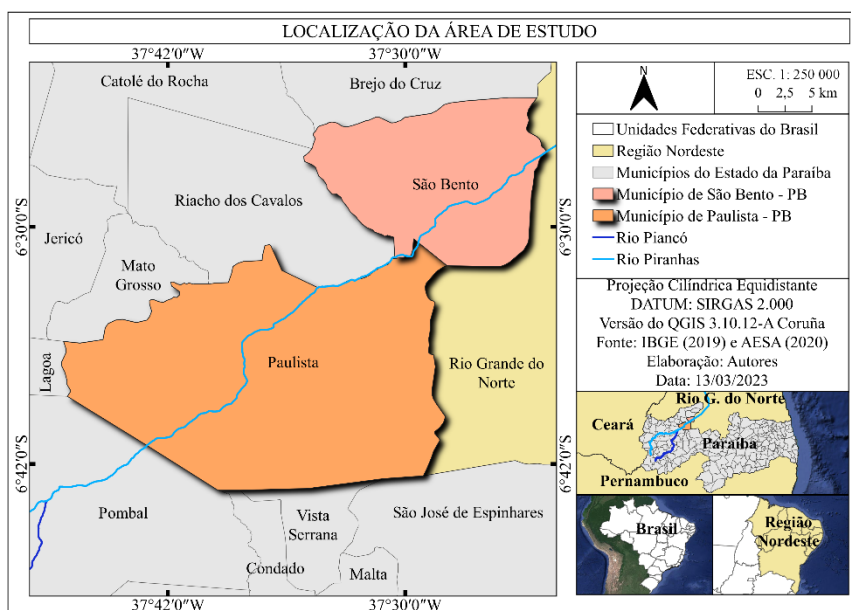 LOCALIZAÇÃO DA ÁREA DE ESTUDO
37°42'0"W
37°30'0"W
Catolé do Rocha
Brejo do Cruz
São Bento
Riacho dos Cavalos
6°30'0"S
6°30'0"S
Jericó
Mato
Grosso
Lagoa
Paulista
Rio Grande do
Norte
6°42'0"S
6°42'0"S
Pombal
Vista
Serrana
São José de Espinhares
Condado
Malta
37°42'0"W
37°30'0"W
N
ESC. 1: 250 000
0 2,5 5 km
Unidades Federativas do Brasil
Região Nordeste
Municípios do Estado da Paraíba
Município de São Bento - PB
Município de Paulista - PB
Rio Piancó
Rio Piranhas
Projeção Cilíndrica Equidistante
DATUM: SIRGAS 2.000
Versão do QGIS 3.10.12-A Coruña
Fonte: IBGE (2019) e AESA (2020)
Elaboração: Autores
Data: 13/03/2023
Rio G. do Norte
Ceará
Paraíba
Pernambuco
Brasil
Região
Nordeste